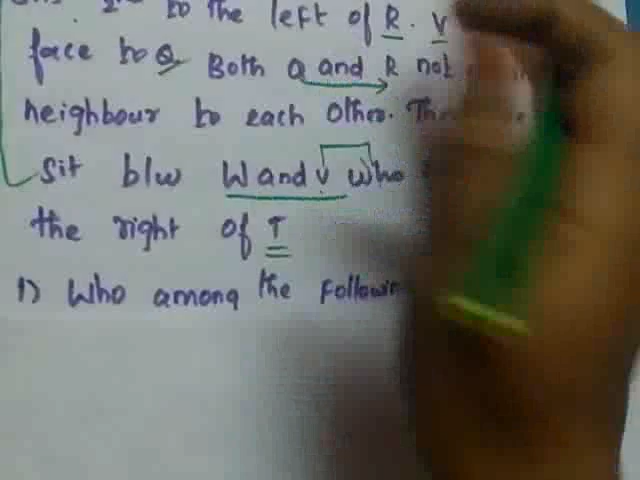 to the left of R. V
face to Q Both Q and R not
neighbour to each other.
Sit b/w W and V who
the right of T
1) Who among the